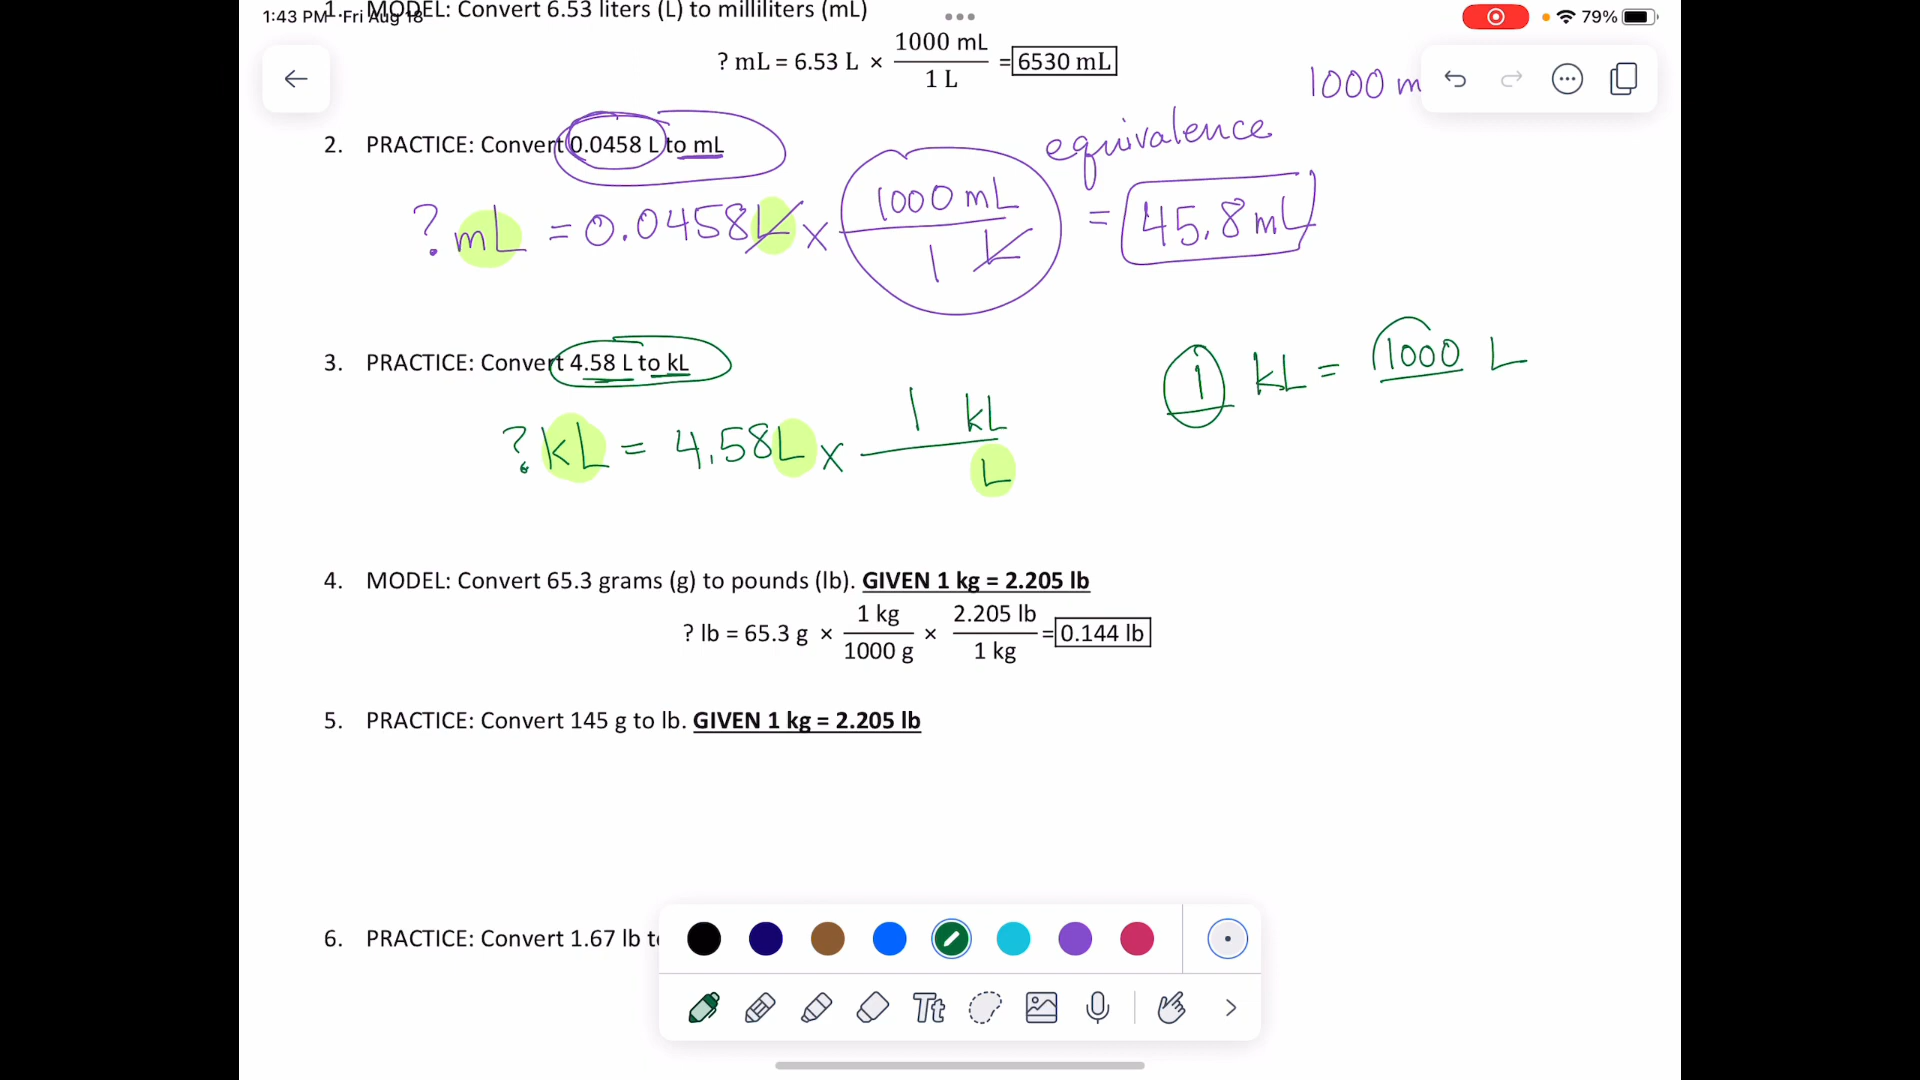 1:43 PM Fri Aug 18
79%
1. MODEL: Convert 6.53 liters (L) to milliliters (mL)
? mL = 6.53 L × 1000 mL / 1 L = 6530 mL
1000 m
2. PRACTICE: Convert 0.0458 L to mL
equivalence
? mL = 0.0458 L x 1000 mL / 1 L = 45.8 mL
3. PRACTICE: Convert 4.58 L to kL
1 kL = 1000 L
? kL = 4.58 L x 1 kL / L
4. MODEL: Convert 65.3 grams (g) to pounds (lb). GIVEN 1 kg = 2.205 lb
? lb = 65.3 g × 1 kg / 1000 g × 2.205 lb / 1 kg = 0.144 lb
5. PRACTICE: Convert 145 g to lb. GIVEN 1 kg = 2.205 lb
6. PRACTICE: Convert 1.67 lb t
Tt